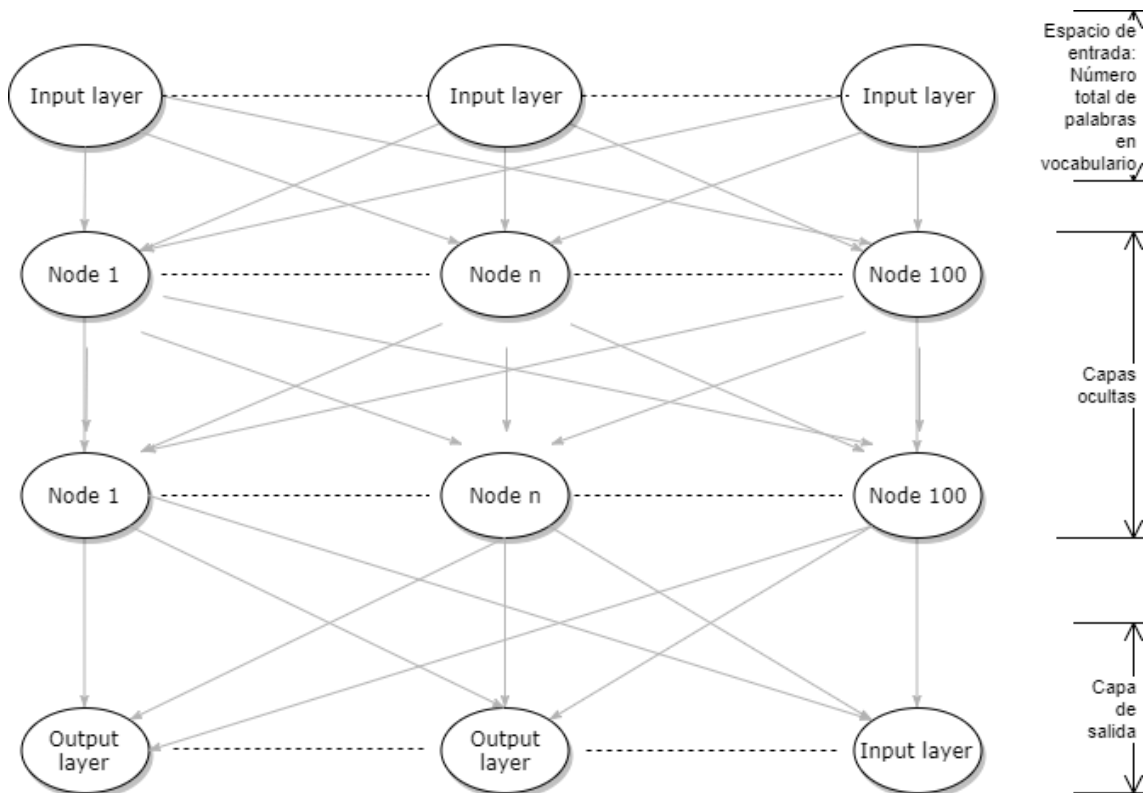 Input layer
Input layer
Input layer
Espacio de
entrada:
Número
total de
palabras
en
vocabulario
Node 1
Node n
Node 100
Capas
ocultas
Node 1
Node n
Node 100
Output
layer
Output
layer
Input layer
Capa
de
salida